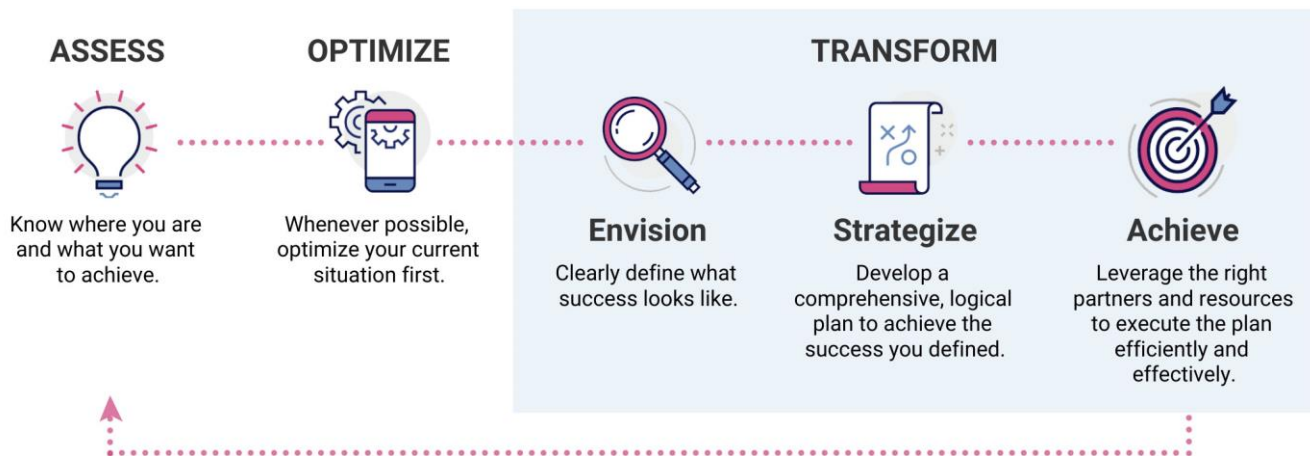 ASSESS
Know where you are
and what you want
to achieve.
OPTIMIZE
Whenever possible,
optimize your current
situation first.
TRANSFORM
Envision
Clearly define what
success looks like.
Strategize
Develop a
comprehensive, logical
plan to achieve the
success you defined.
Achieve
Leverage the right
partners and resources
to execute the plan
efficiently and
effectively.